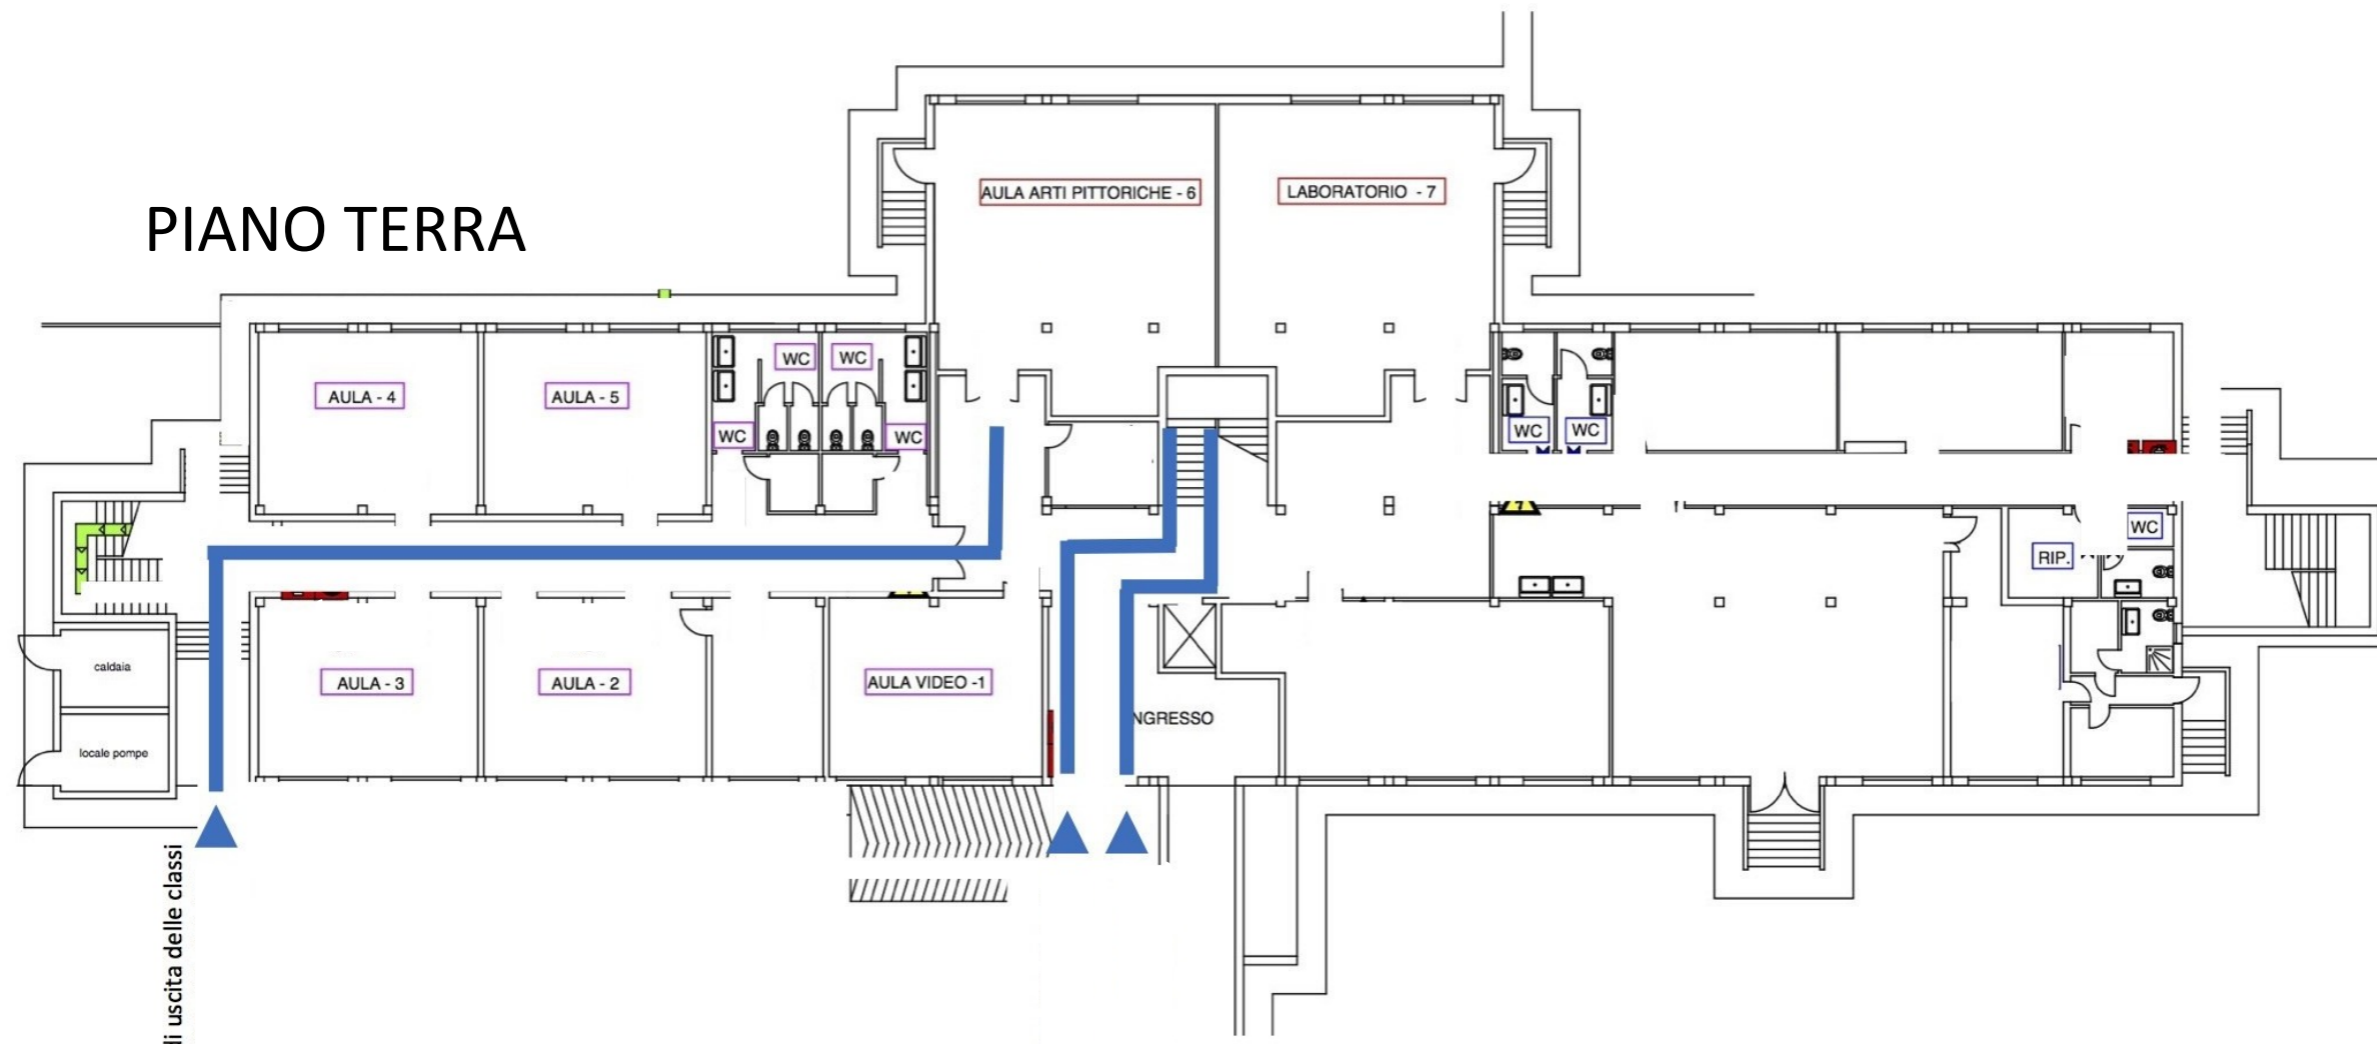 PIANO TERRA
AULA ARTI PITTORICHE - 6
LABORATORIO - 7
AULA - 4
AULA - 5
WC
WC
WC
WC
WC
WC
WC
RIP.
caldaia
locale pompe
AULA - 3
AULA - 2
AULA VIDEO -1
NGRESSO
di uscita delle classi